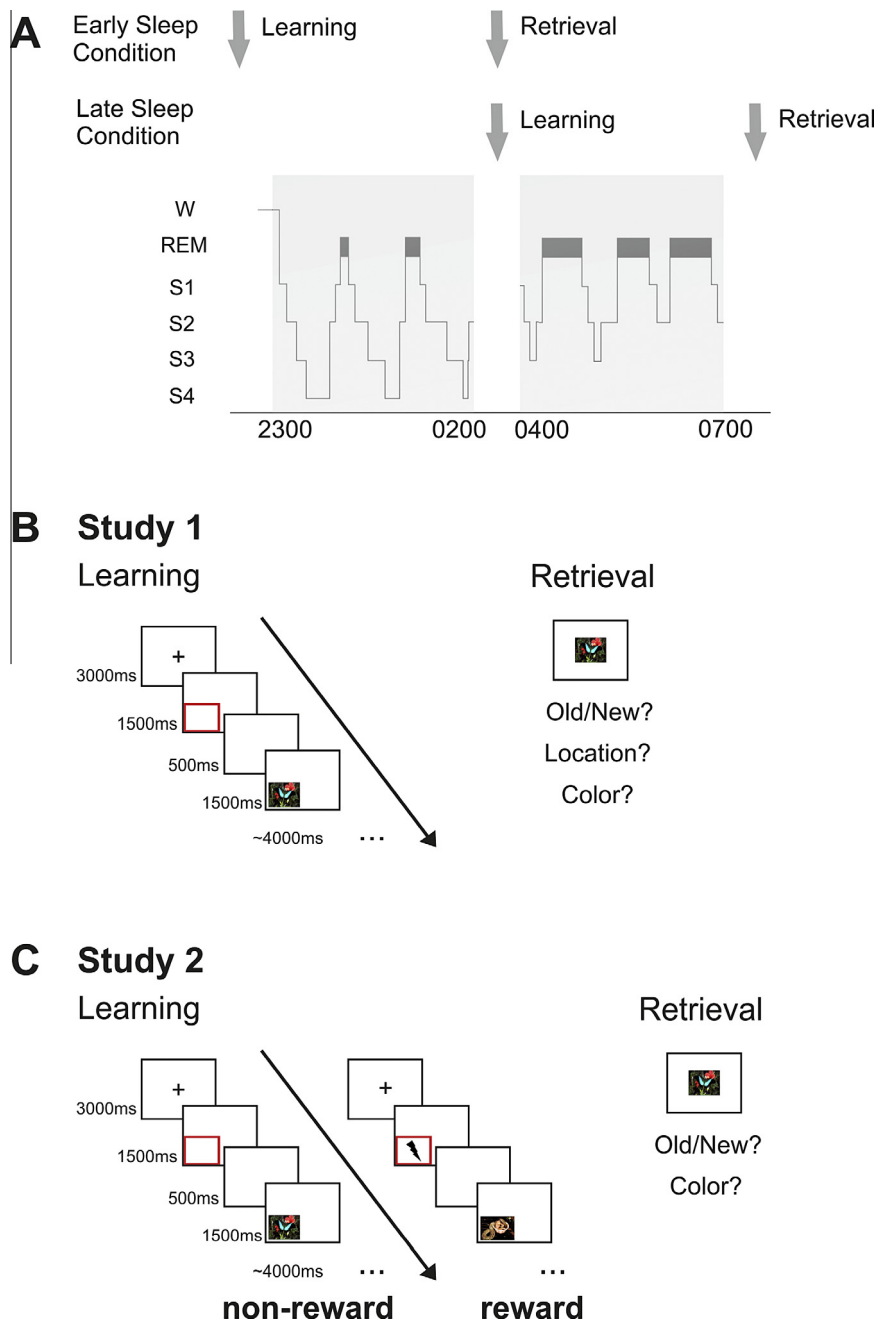 A
Early Sleep
Condition
Learning
Retrieval
Late Sleep
Condition
Learning
Retrieval
W
REM
S1
S2
S3
S4
2300
0200
0400
0700
B Study 1
Learning
Retrieval
+
3000ms
1500ms
500ms
1500ms
~4000ms ...
Old/New?
Location?
Color?
C Study 2
Learning
Retrieval
+
+
3000ms
1500ms
500ms
1500ms
~4000ms ... ...
Old/New?
Color?
non-reward reward